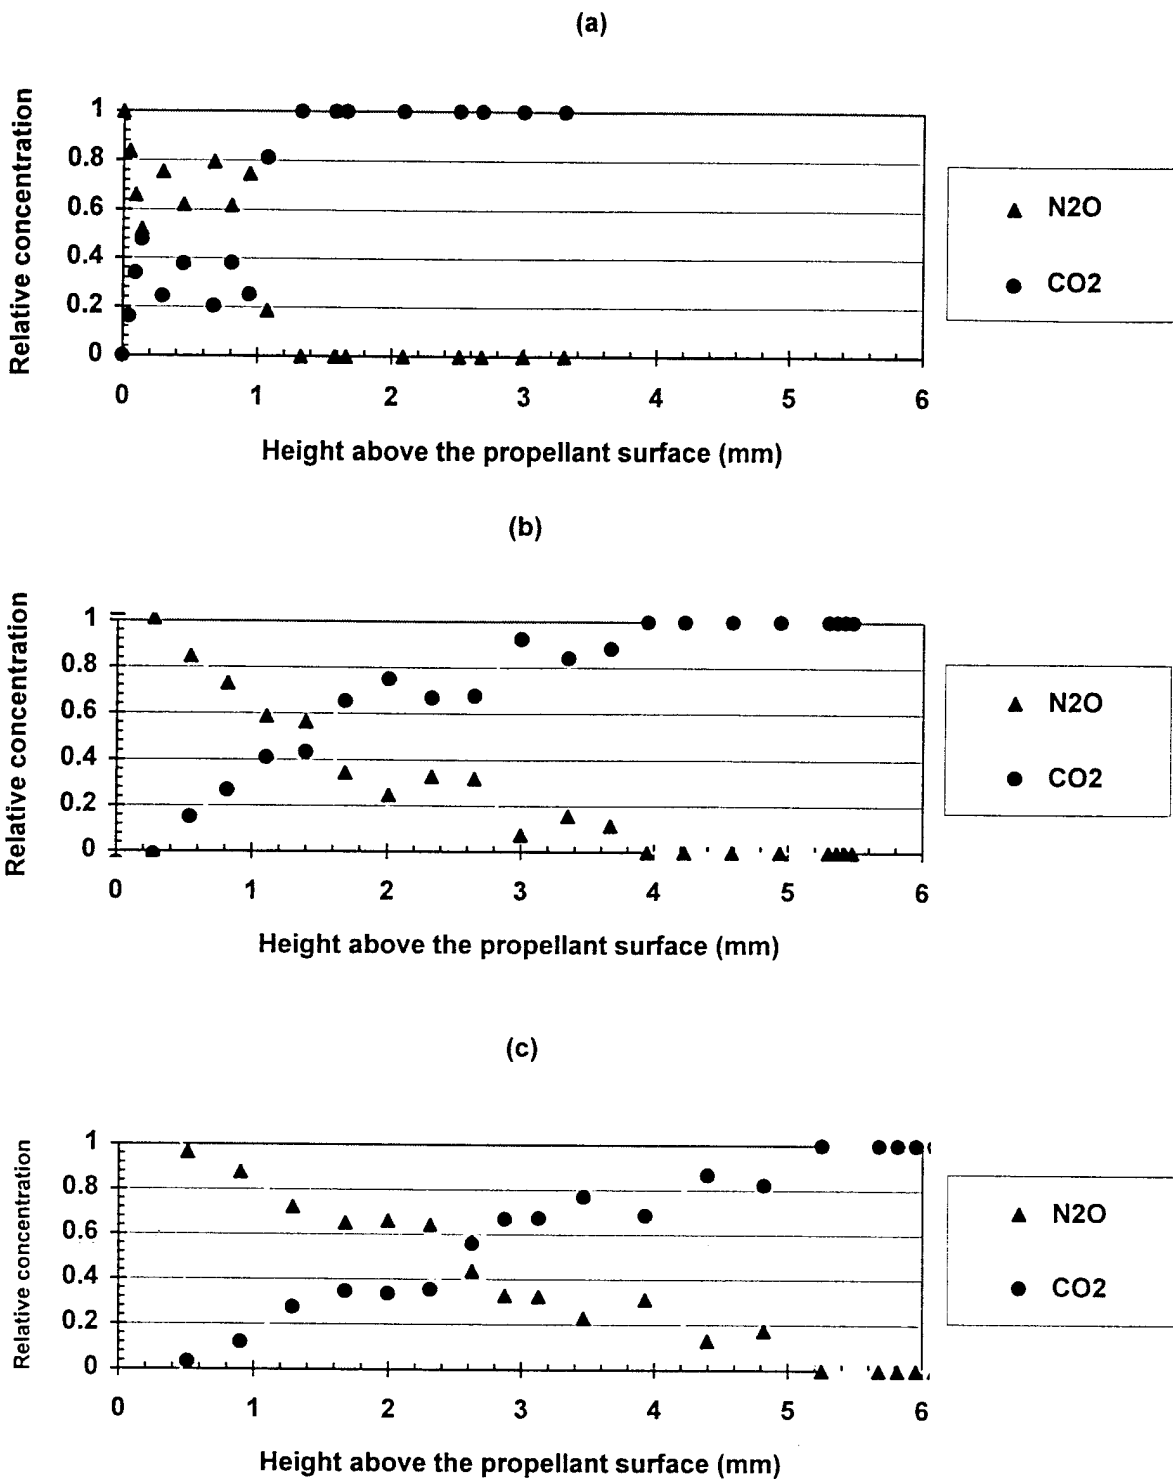 (a)
Relative concentration
1
0.8
0.6
0.4
0.2
0
0 1 2 3 4 5 6
Height above the propellant surface (mm)
N2O
CO2
(b)
Relative concentration
1
0.8
0.6
0.4
0.2
0
0 1 2 3 4 5 6
Height above the propellant surface (mm)
N2O
CO2
(c)
Relative concentration
1
0.8
0.6
0.4
0.2
0
0 1 2 3 4 5 6
Height above the propellant surface (mm)
N2O
CO2